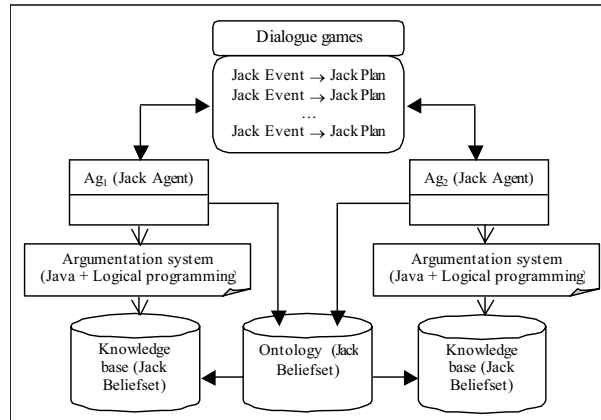 Dialogue games
Jack Event → Jack Plan
Jack Event → Jack Plan
...
Jack Event → Jack Plan
Ag1 (Jack Agent)
Ag2 (Jack Agent)
Argumentation system
(Java + Logical programming)
Argumentation system
(Java + Logical programming)
Knowledge
base (Jack
Beliefset)
Ontology (Jack
Beliefset)
Knowledge
base (Jack
Beliefset)